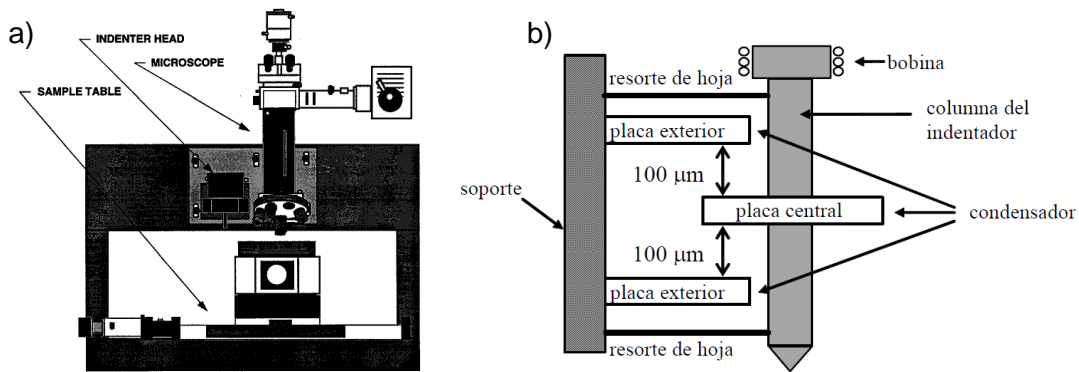 a)
INDENTER HEAD
MICROSCOPE
SAMPLE TABLE
b)
bobina
resorte de hoja
placa exterior
columna del
indentador
100 µm
soporte
placa central
condensador
100 µm
placa exterior
resorte de hoja